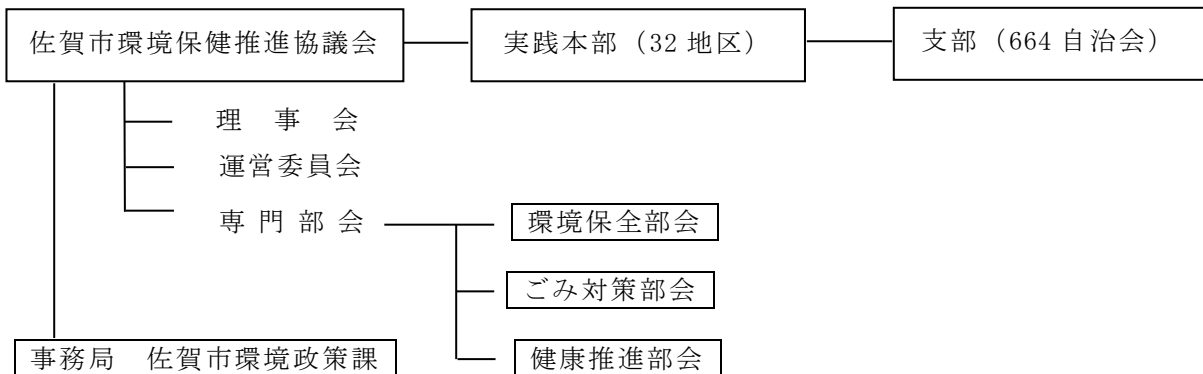 佐賀市環境保健推進協議会 実践本部（32 地区） 支部（664 自治会）
理　事　会
運営委員会
専 門 部 会 環境保全部会
ごみ対策部会
事務局　佐賀市環境政策課 健康推進部会